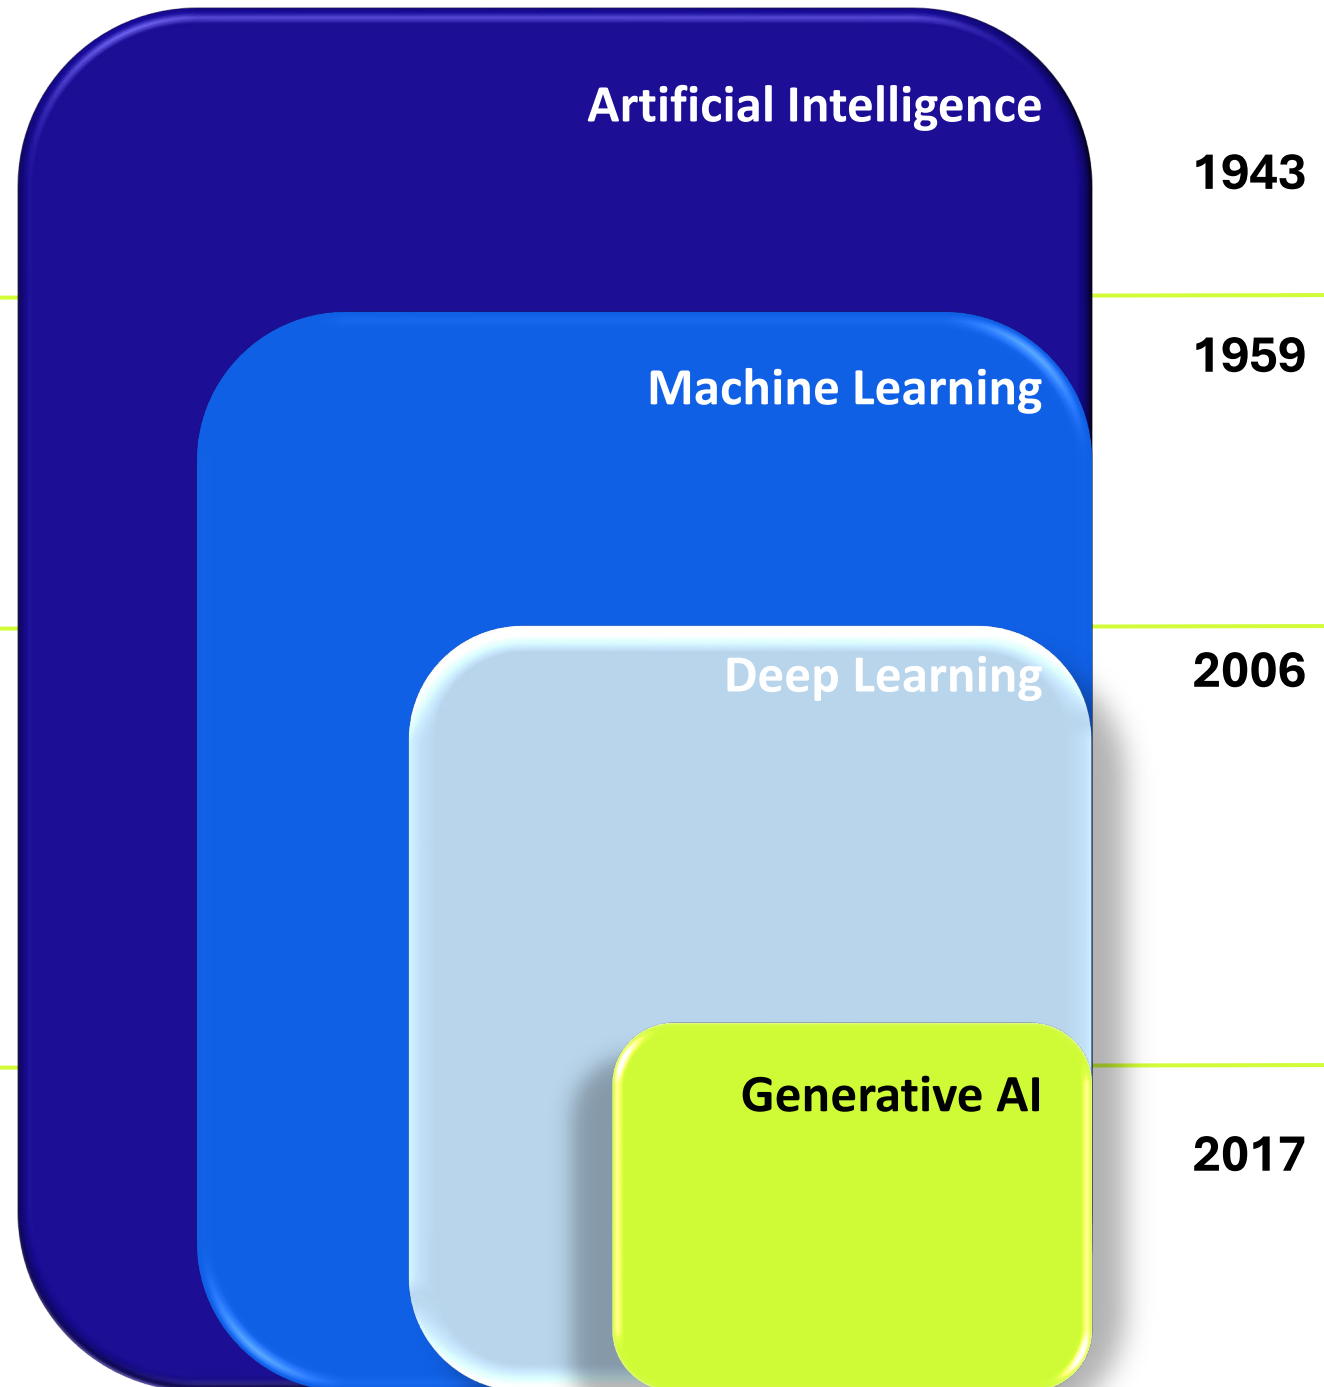 Artificial Intelligence
1943
1959
Machine Learning
2006
Deep Learning
Generative AI
2017